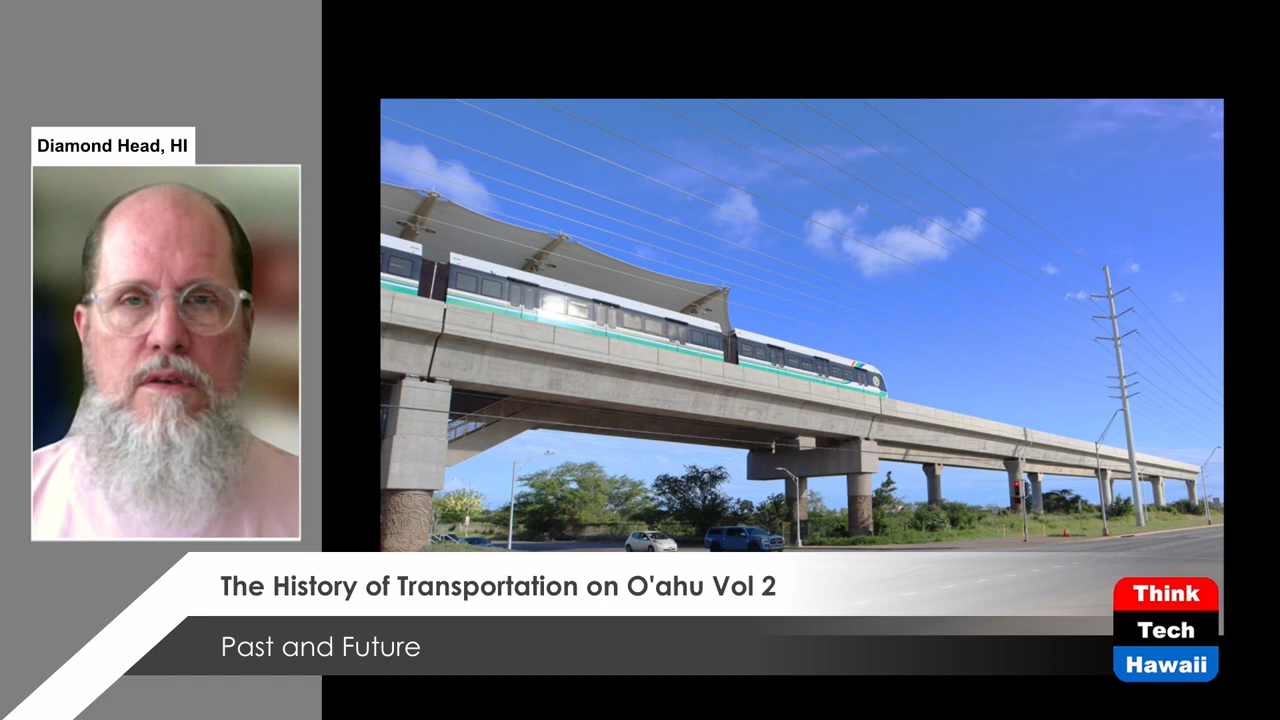 Diamond Head, HI
The History of Transportation on O'ahu Vol 2
Past and Future
Think
Tech
Hawaii